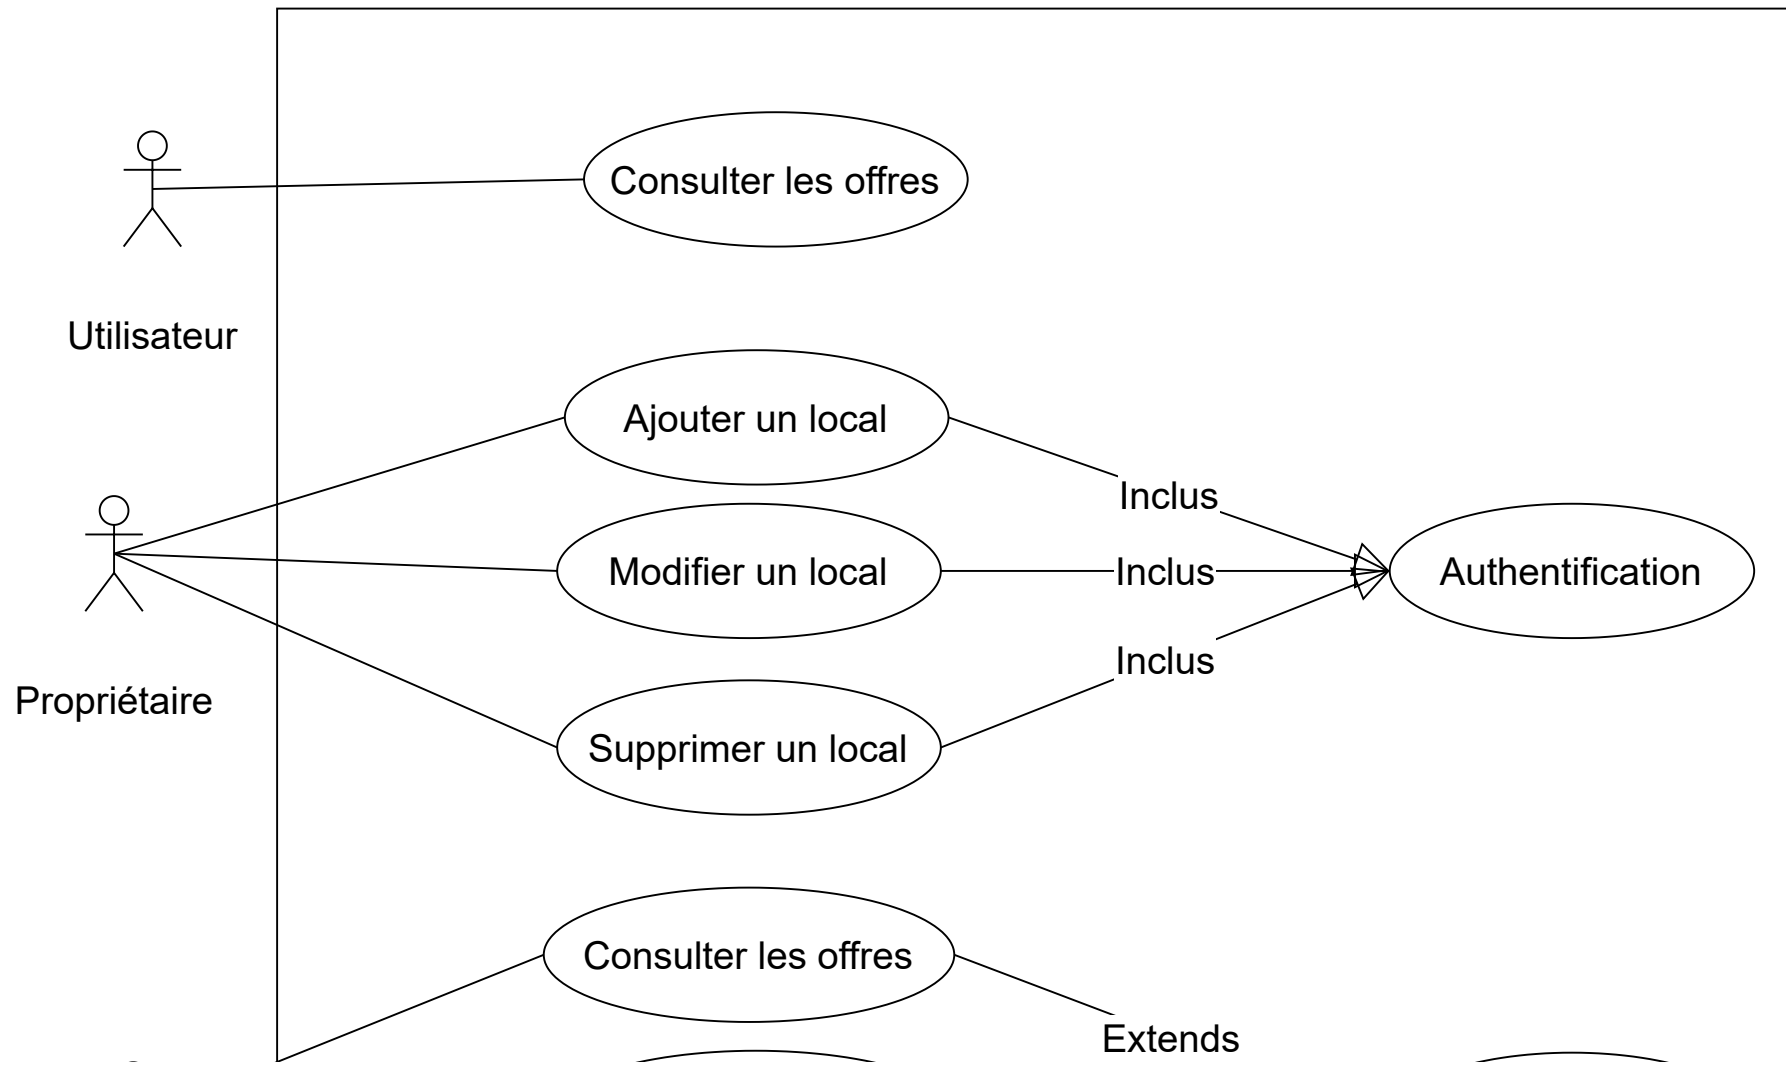 Consulter les offres
Utilisateur
Ajouter un local
Inclus
Modifier un local
Inclus
Authentification
Inclus
Propriétaire
Supprimer un local
Consulter les offres
Extends